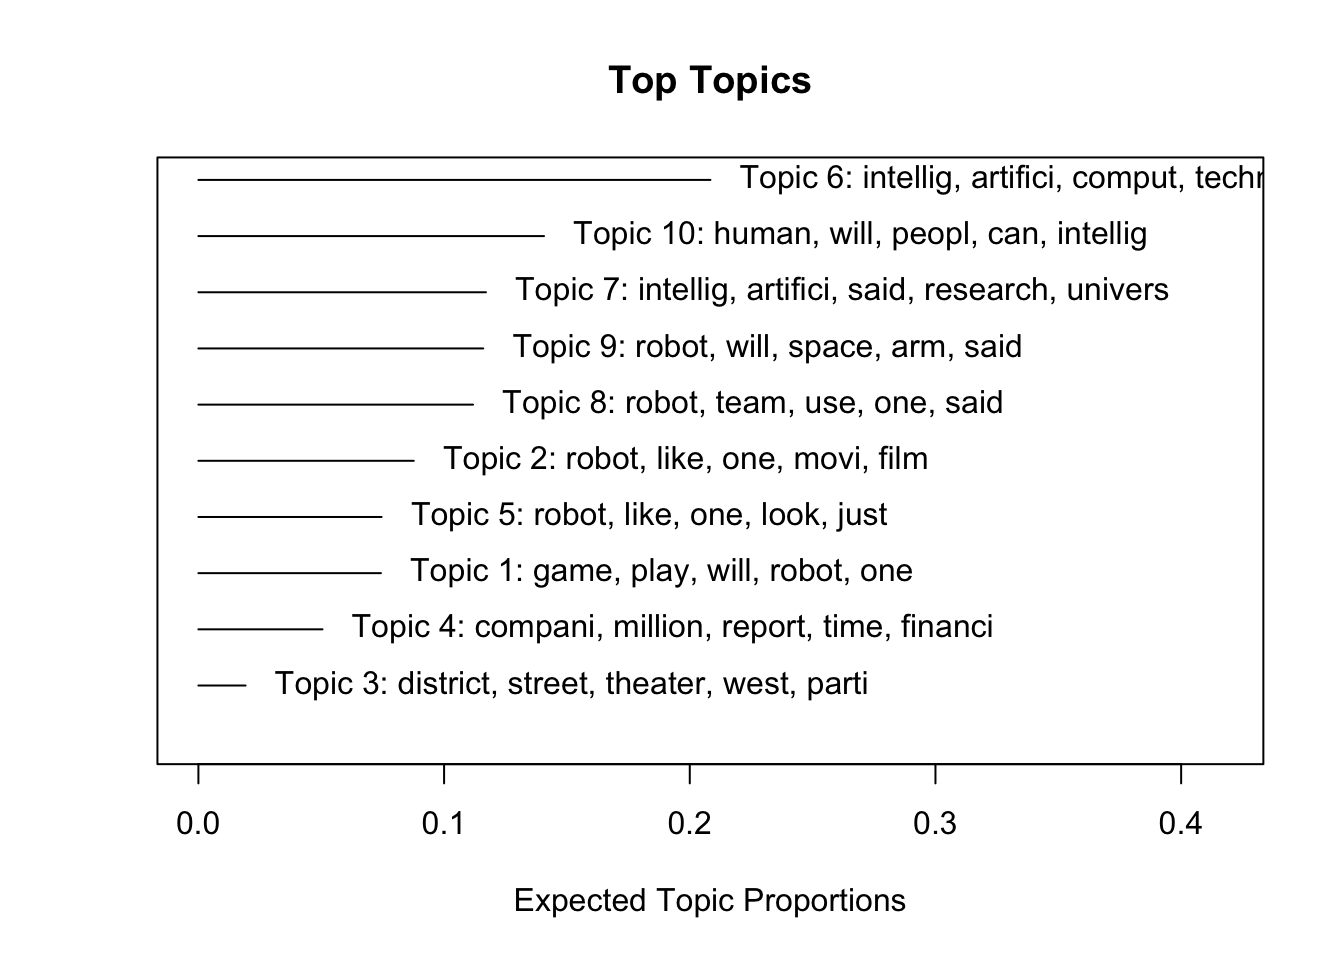 Top Topics
Topic 6: intellig, artifici, comput, techn
Topic 10: human, will, peopl, can, intellig
Topic 7: intellig, artifici, said, research, univers
Topic 9: robot, will, space, arm, said
Topic 8: robot, team, use, one, said
Topic 2: robot, like, one, movi, film
Topic 5: robot, like, one, look, just
Topic 1: game, play, will, robot, one
Topic 4: compani, million, report, time, financi
Topic 3: district, street, theater, west, parti
0.0 0.1 0.2 0.3 0.4
Expected Topic Proportions